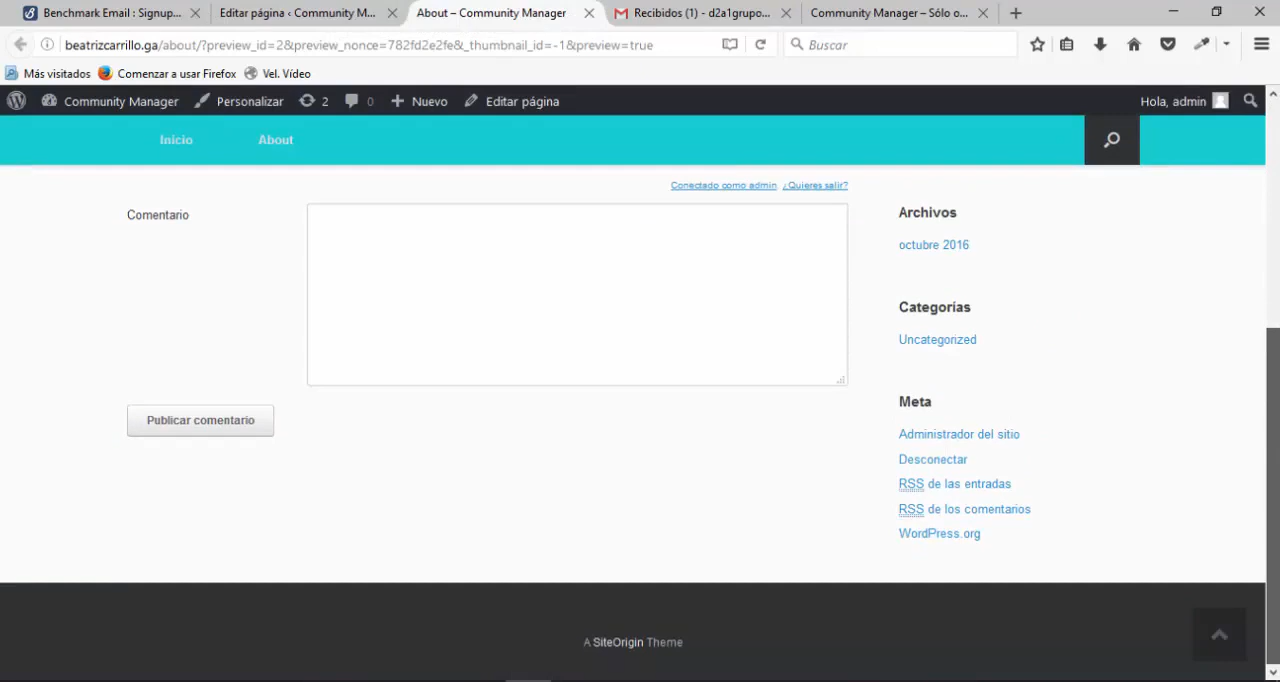 Benchmark Email : Signup...
Editar página ‹ Community M...
About – Community Manager
Recibidos (1) - d2a1grupo...
Community Manager – Sólo o...
beatrizcarrillo.ga/about/?preview_id=2&preview_nonce=782fd2e2fe&_thumbnail_id=-1&preview=true
Buscar
Más visitados
Comenzar a usar Firefox
Vel. Vídeo
Community Manager
Personalizar
2
0
Nuevo
Editar página
Hola, admin
Inicio
About
Conectado como admin. ¿Quieres salir?
Comentario
Publicar comentario
Archivos
octubre 2016
Categorías
Uncategorized
Meta
Administrador del sitio
Desconectar
RSS de las entradas
RSS de los comentarios
WordPress.org
A SiteOrigin Theme